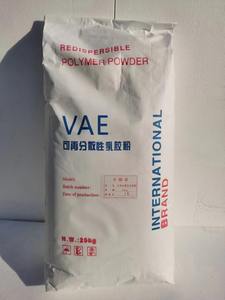 REDISPERSIBLE
POLYMER POWDER
VAE
可再分散性乳胶粉
INTERNATIONAL
BRAND
Model:
Batch number:
Date of production:
N.W.:25kg